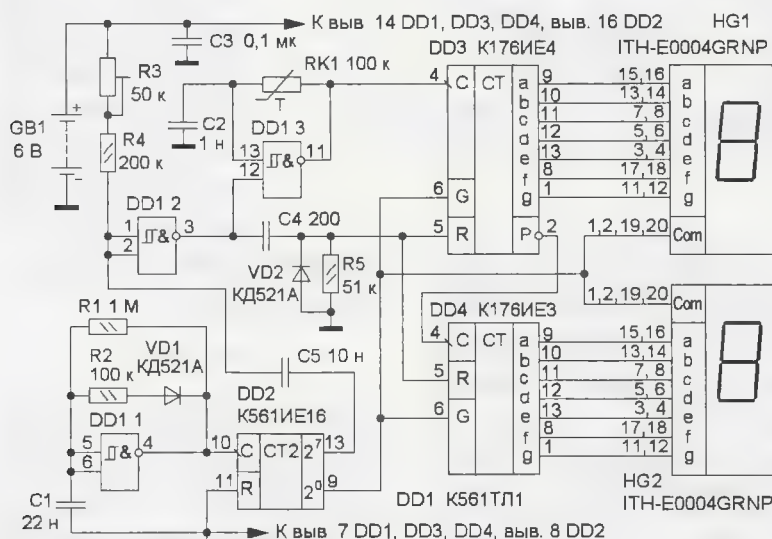 К выв 14 DD1, DD3, DD4, выв. 16 DD2
HG1
ITH-E0004GRNP
C3 0,1 мк
R3
50 к
RK1 100 к
T
DD3 К176ИЕ4
4
C
CT
a
b
c
d
e
f
g
9
10
11
12
13
8
1
15,16
13,14
7, 8
5, 6
3, 4
17,18
11,12
a
b
c
d
e
f
g
GB1
6 В
+
-
C2
1 н
DD1 3
13
12
&
11
R4
200 к
6
G
5
R
P
2
1,2,19,20
Com
DD1 2
1
2
&
3
C4 200
VD2
КД521А
R5
51 к
1,2,19,20
Com
R1 1 М
R2
100 к
VD1
КД521А
C5 10 н
DD4 К176ИЕ3
4
C
CT
5
R
6
G
a
b
c
d
e
f
g
9
10
11
12
13
8
1
15,16
13,14
7, 8
5, 6
3, 4
17,18
11,12
a
b
c
d
e
f
g
DD1 1
5
6
&
4
DD2
К561ИЕ16
10
C
CT2
2⁷
13
11
R
2⁰
9
C1
22 н
DD1 К561ТЛ1
HG2
ITH-E0004GRNP
К выв 7 DD1, DD3, DD4, выв. 8 DD2